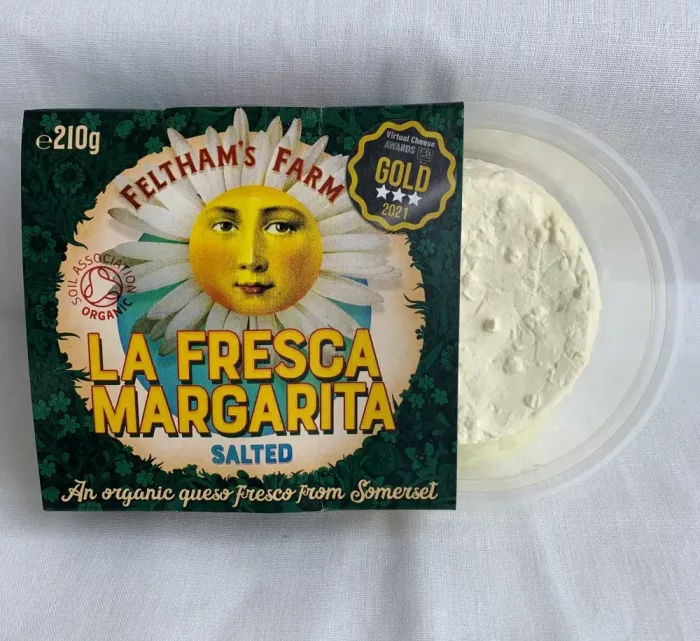 ℮210g
FELTHAM'S FARM
Virtual Cheese
AWARDS
GOLD
2021
SOIL ASSOCIATION
ORGANIC
LA FRESCA
MARGARITA
SALTED
An organic queso fresco from Somerset